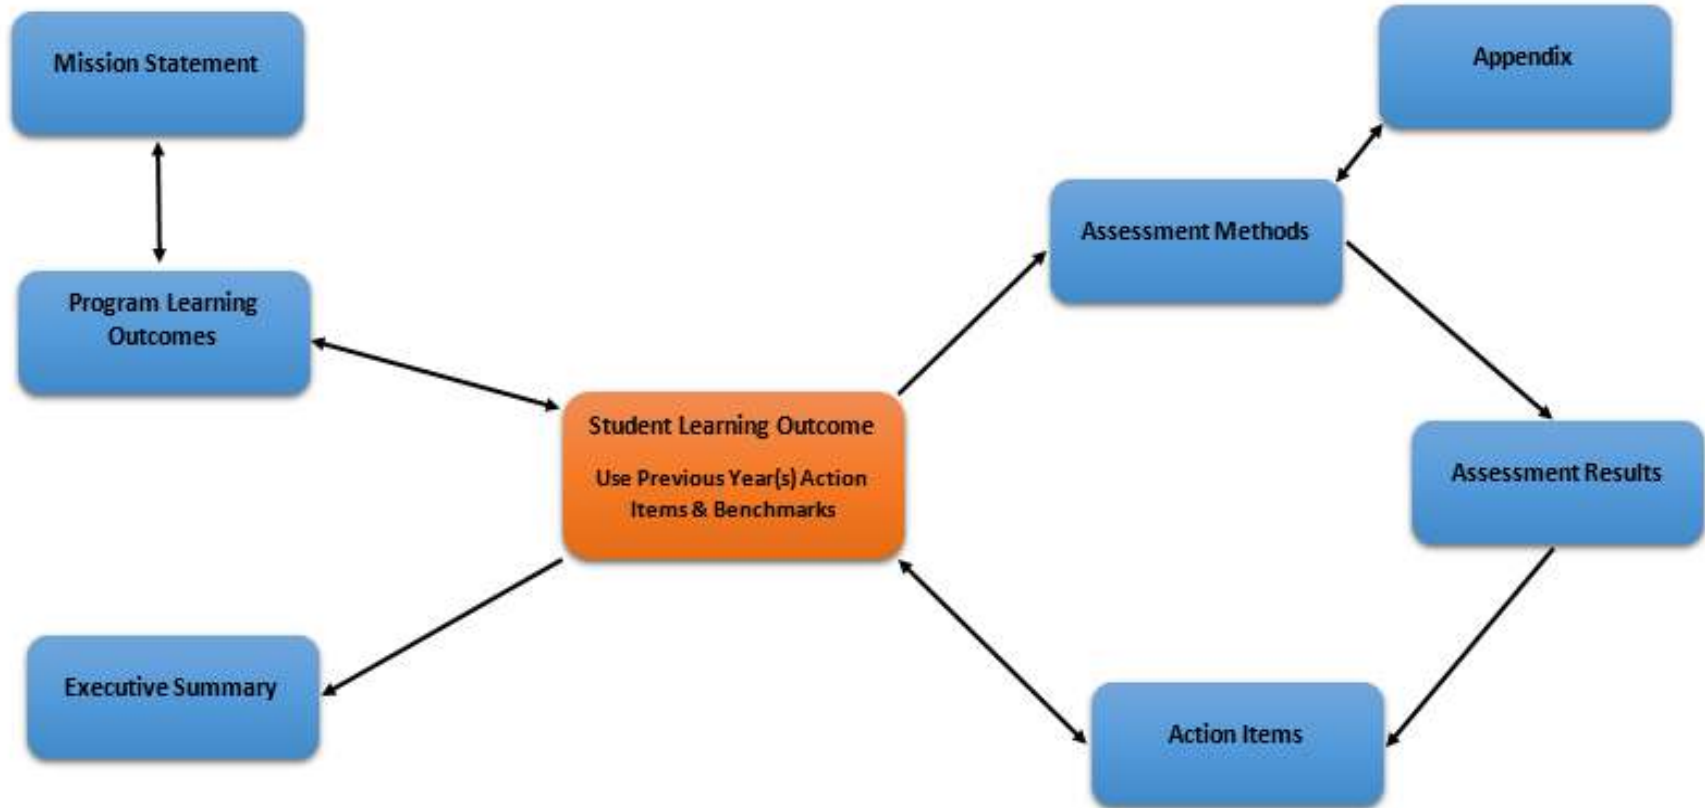 Mission Statement
Appendix
Assessment Methods
Program Learning
Outcomes
Student Learning Outcome
Use Previous Year(s) Action
Items & Benchmarks
Assessment Results
Executive Summary
Action Items